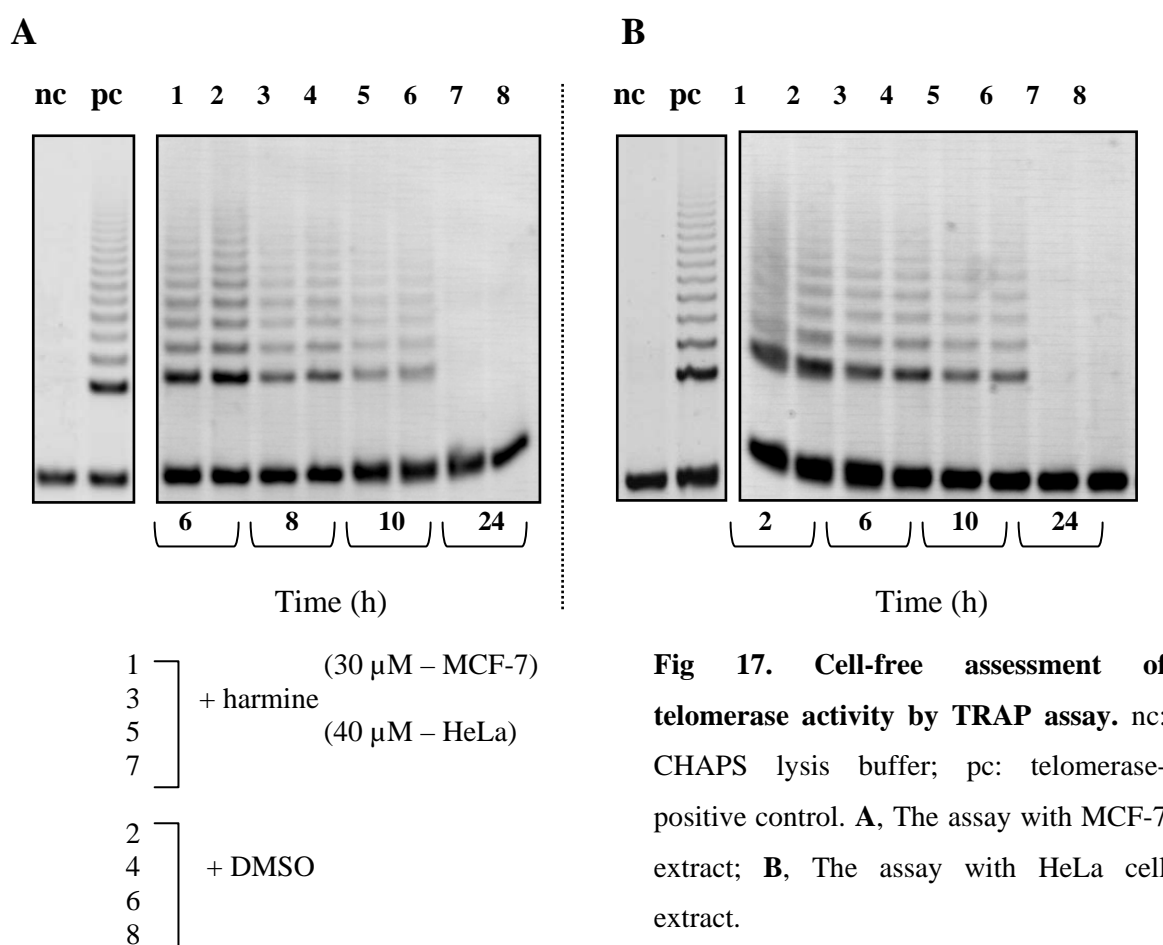 A
B
nc pc 1 2 3 4 5 6 7 8
nc pc 1 2 3 4 5 6 7 8
6 8 10 24
2 6 10 24
Time (h)
Time (h)
1 (30 µM – MCF-7)
3 + harmine
5 (40 µM – HeLa)
7
2
4 + DMSO
6
8
Fig 17. Cell-free assessment of
telomerase activity by TRAP assay. nc:
CHAPS lysis buffer; pc: telomerase-
positive control. A, The assay with MCF-7
extract; B, The assay with HeLa cell
extract.